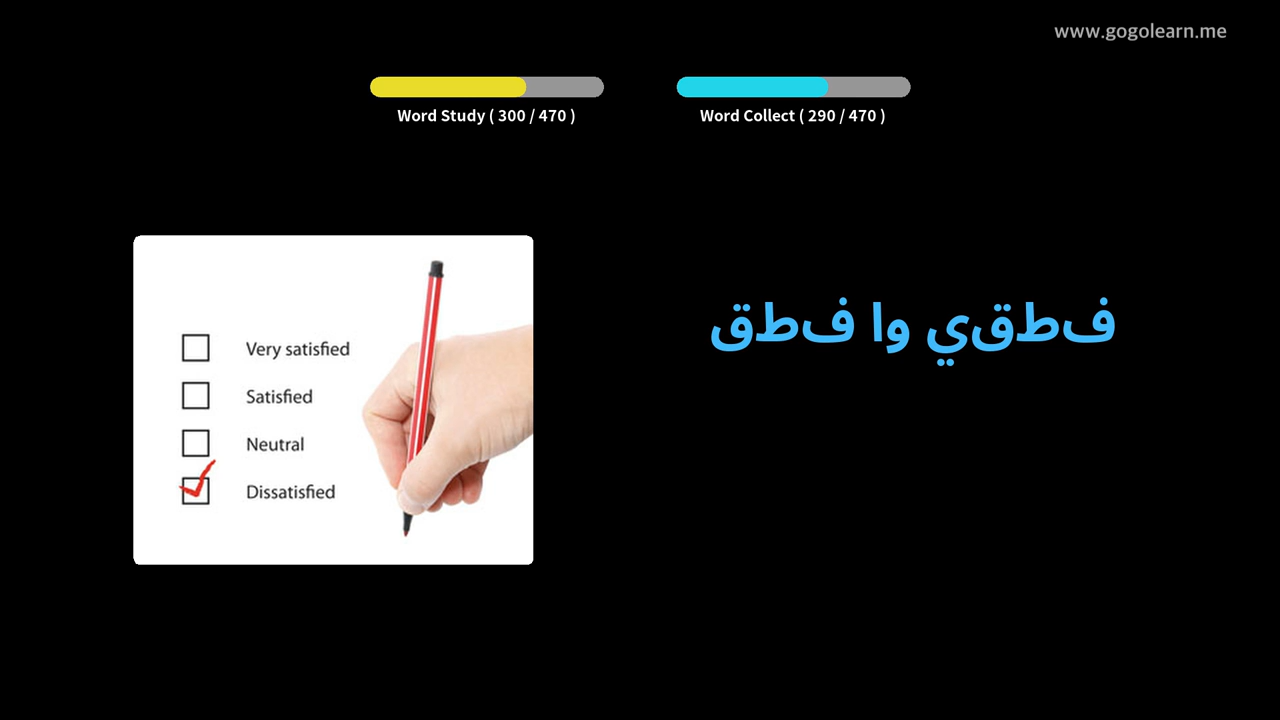 www.gogolearn.me
Word Study ( 300 / 470 )
Word Collect ( 290 / 470 )
فطقي وا فطق
Very satisfied
Satisfied
Neutral
Dissatisfied